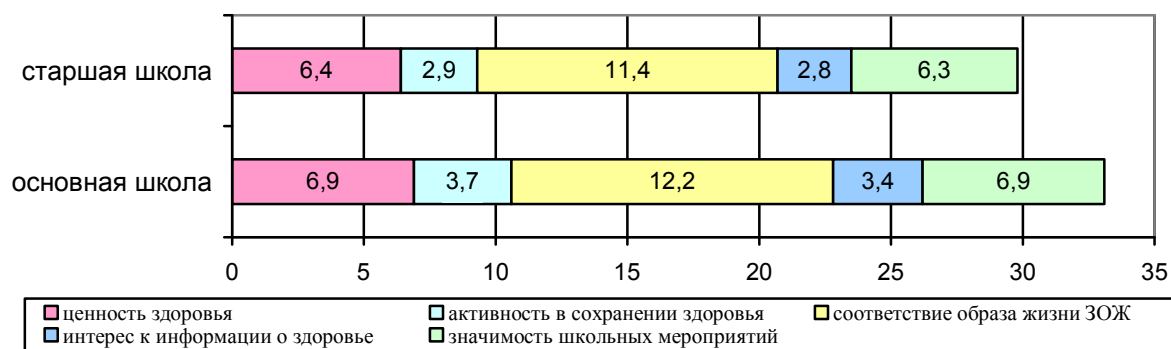 старшая школа
6,4 2,9 11,4 2,8 6,3
основная школа
6,9 3,7 12,2 3,4 6,9
0 5 10 15 20 25 30 35
ценность здоровья активность в сохранении здоровья соответствие образа жизни ЗОЖ
интерес к информации о здоровье значимость школьных мероприятий